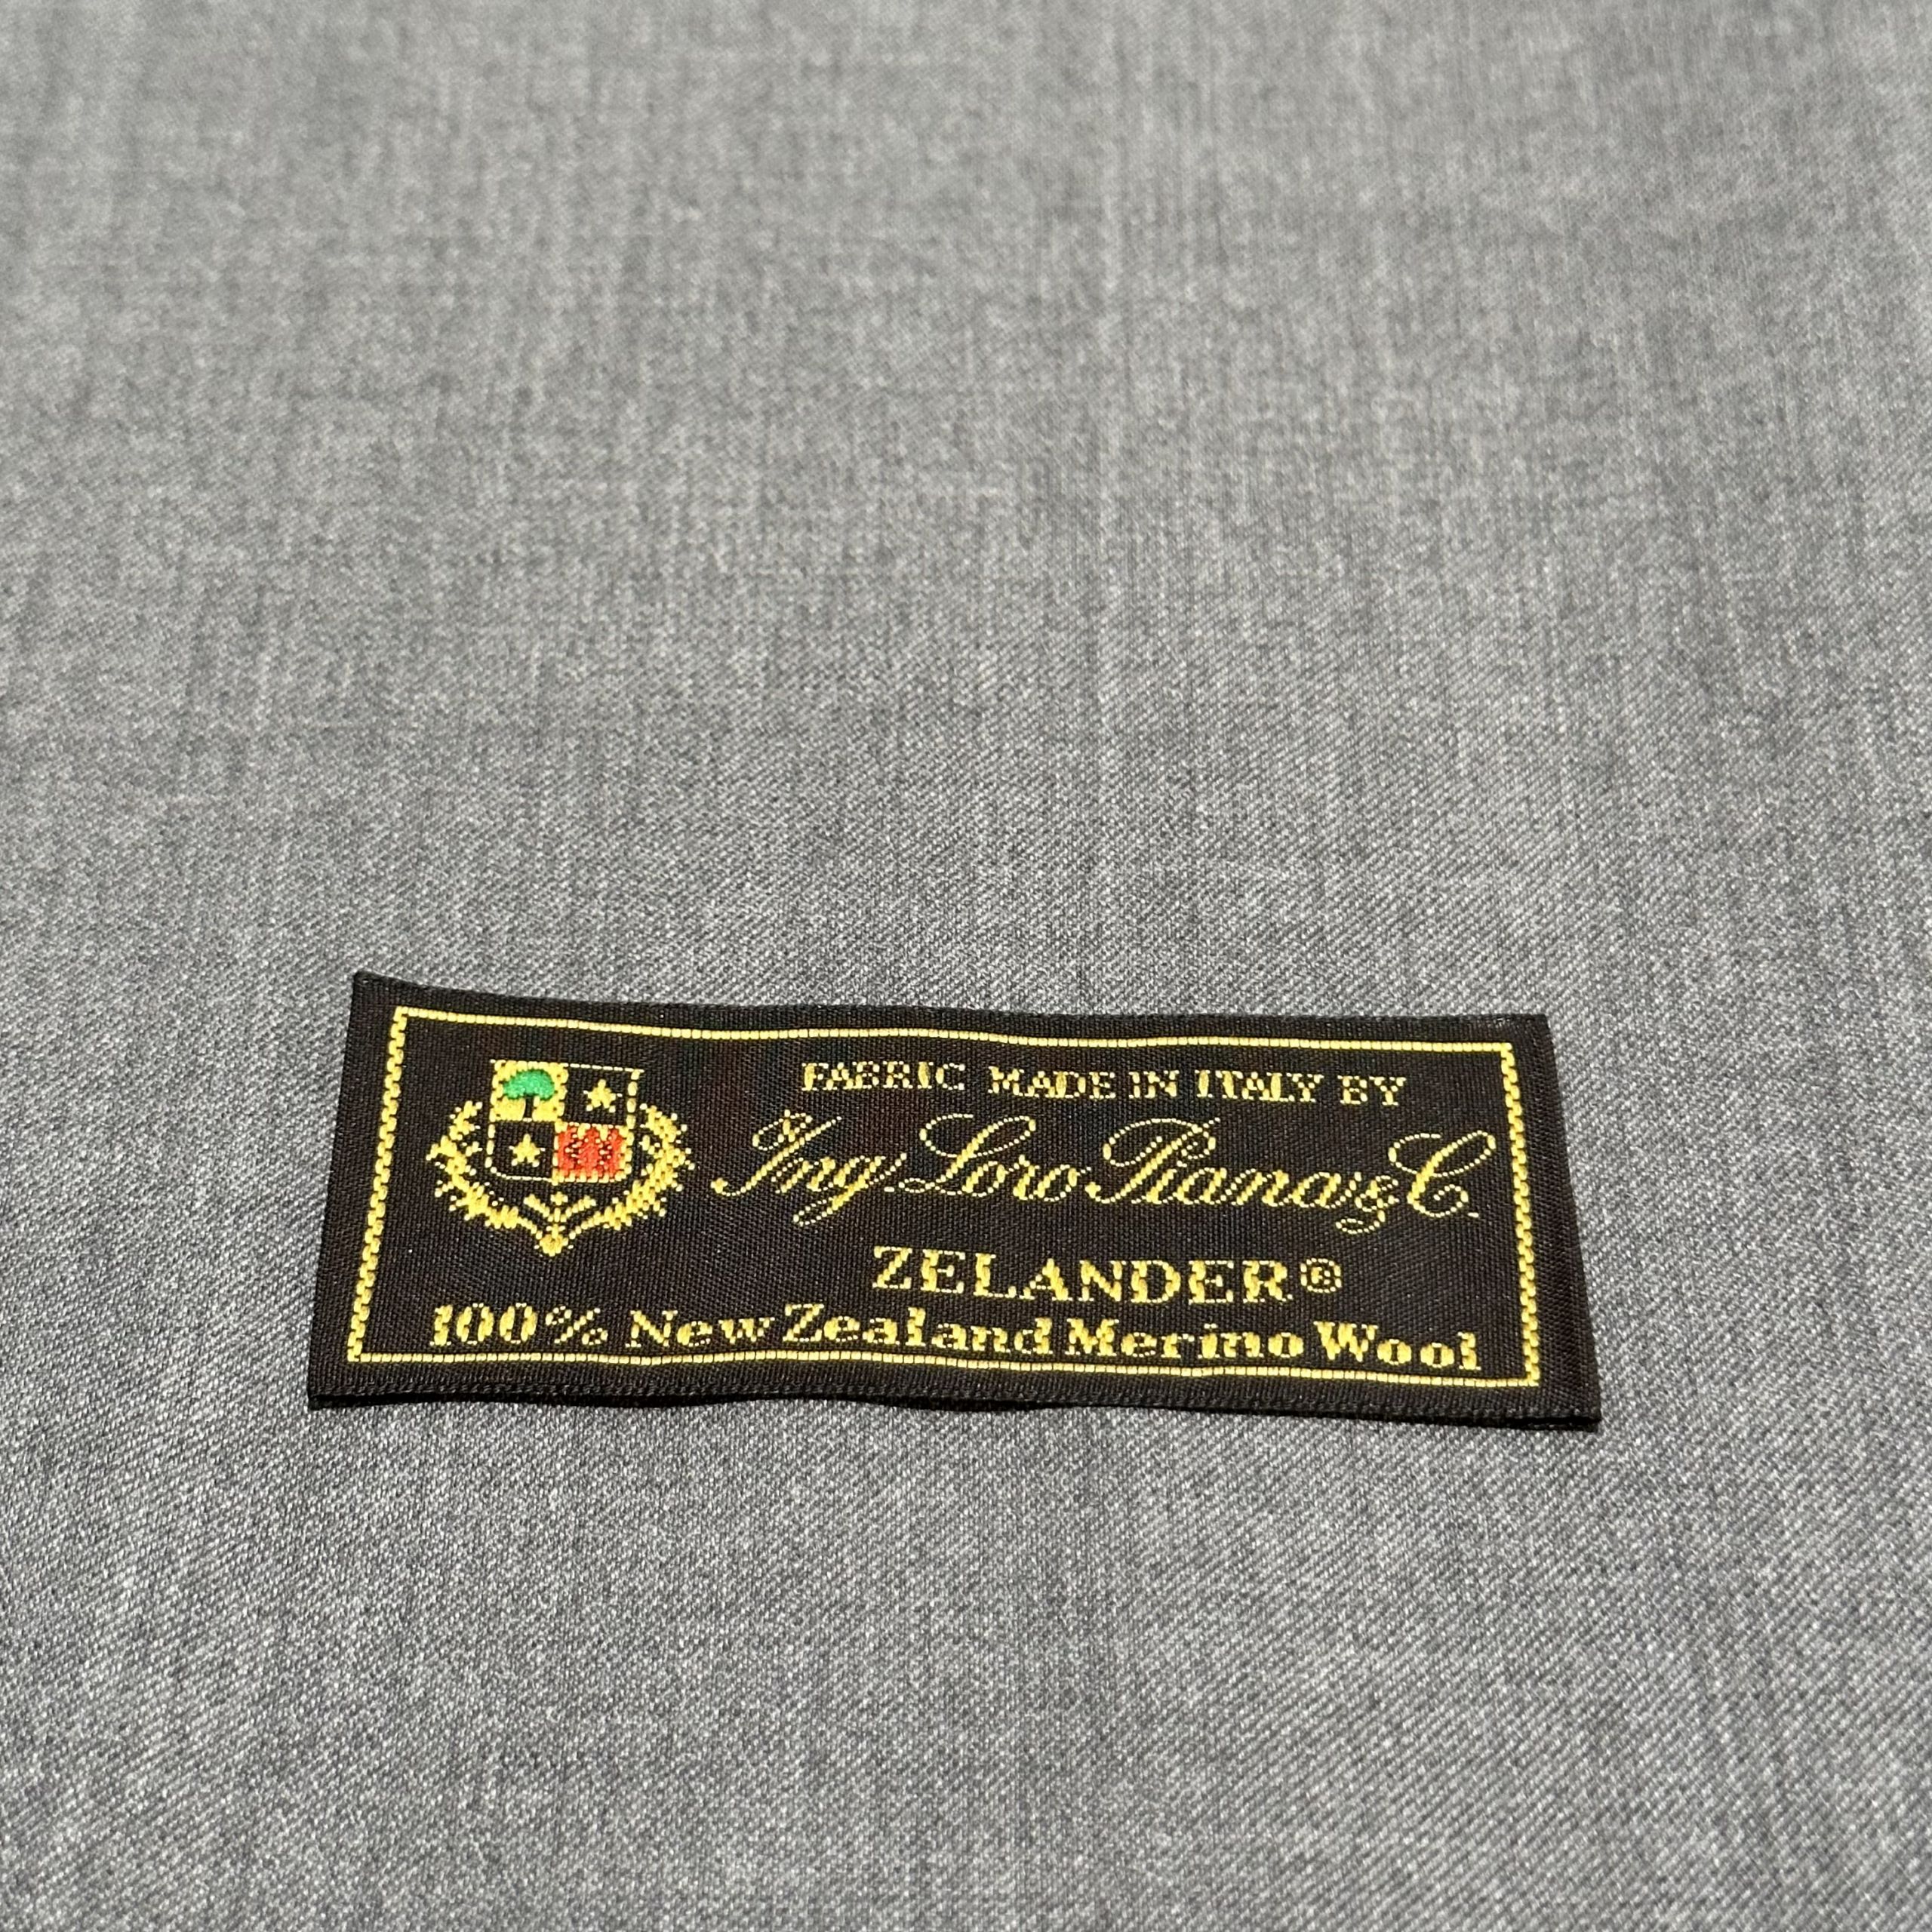 FABRIC MADE IN ITALY BY
Ing. Loro Piana & C.
ZELANDER®
100% New Zealand Merino Wool